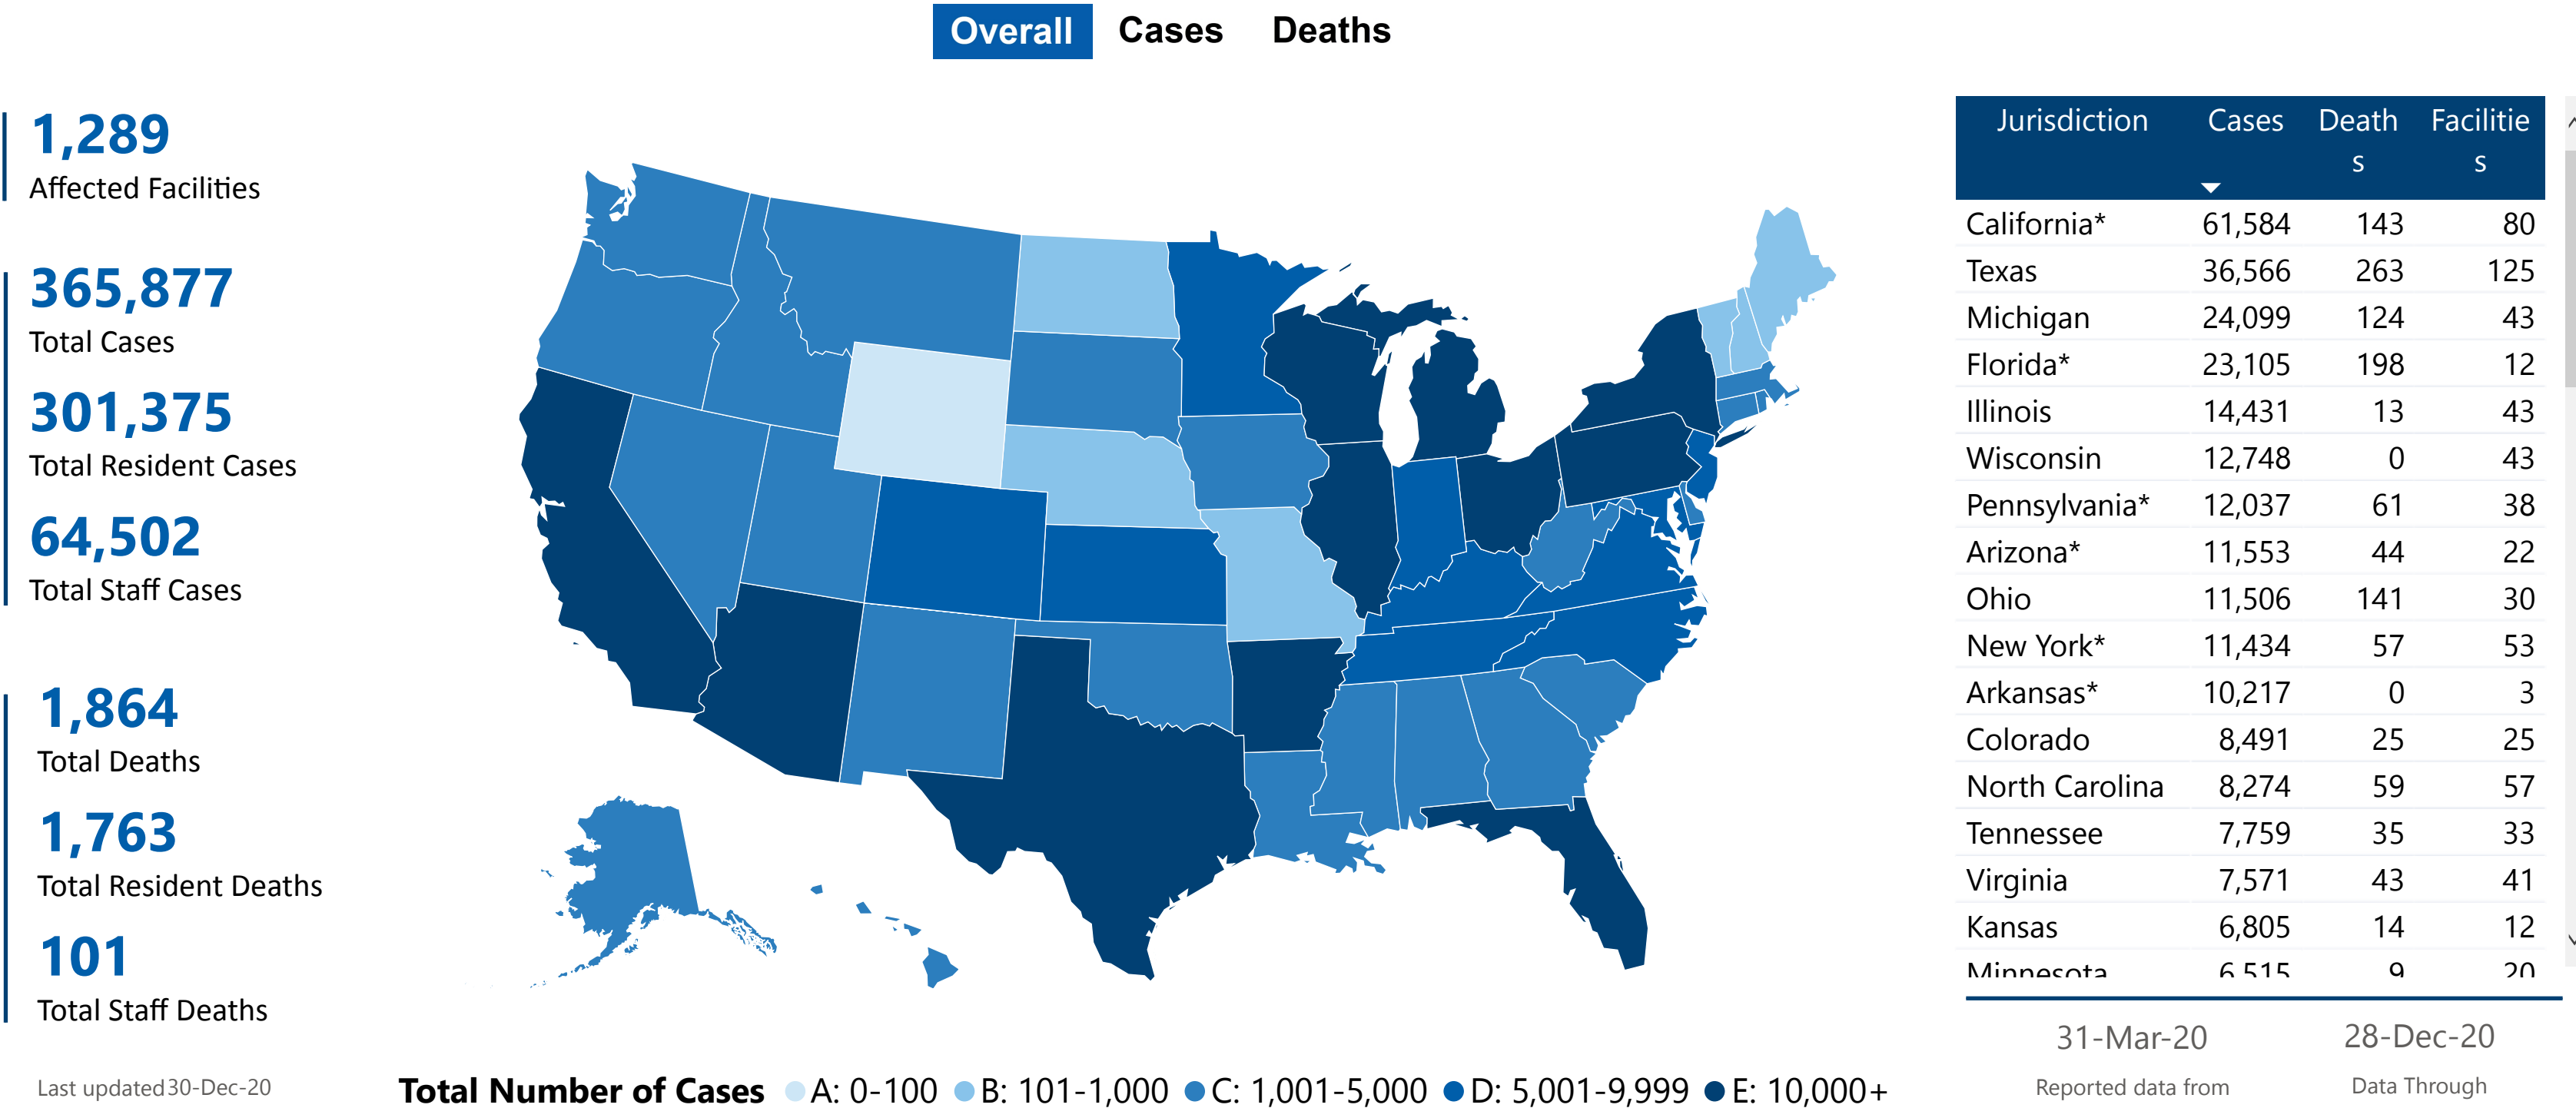 Overall Cases Deaths
1,289
Affected Facilities
365,877
Total Cases
301,375
Total Resident Cases
64,502
Total Staff Cases
1,864
Total Deaths
1,763
Total Resident Deaths
101
Total Staff Deaths
Last updated 30-Dec-20
Total Number of Cases A: 0-100 B: 101-1,000 C: 1,001-5,000 D: 5,001-9,999 E: 10,000+
Jurisdiction Cases Death Facilitie
s s
California* 61,584 143 80
Texas 36,566 263 125
Michigan 24,099 124 43
Florida* 23,105 198 12
Illinois 14,431 13 43
Wisconsin 12,748 0 43
Pennsylvania* 12,037 61 38
Arizona* 11,553 44 22
Ohio 11,506 141 30
New York* 11,434 57 53
Arkansas* 10,217 0 3
Colorado 8,491 25 25
North Carolina 8,274 59 57
Tennessee 7,759 35 33
Virginia 7,571 43 41
Kansas 6,805 14 12
Minnesota 6,515 9 20
31-Mar-20 28-Dec-20
Reported data from Data Through